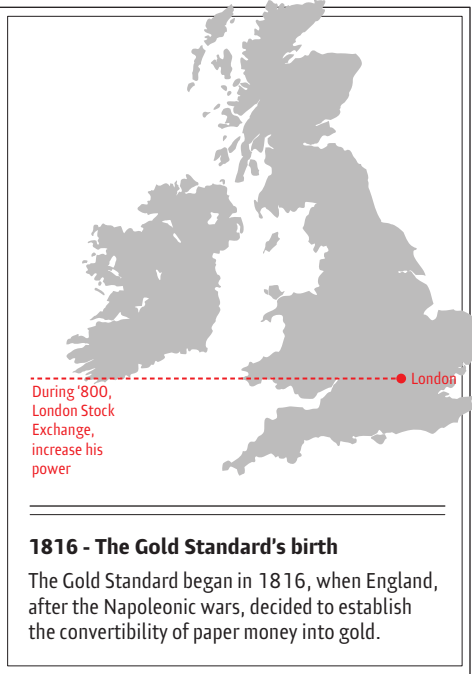 London
During ‘800,
London Stock
Exchange,
increase his
power
1816 - The Gold Standard’s birth
The Gold Standard began in 1816, when England,
after the Napoleonic wars, decided to establish
the convertibility of paper money into gold.